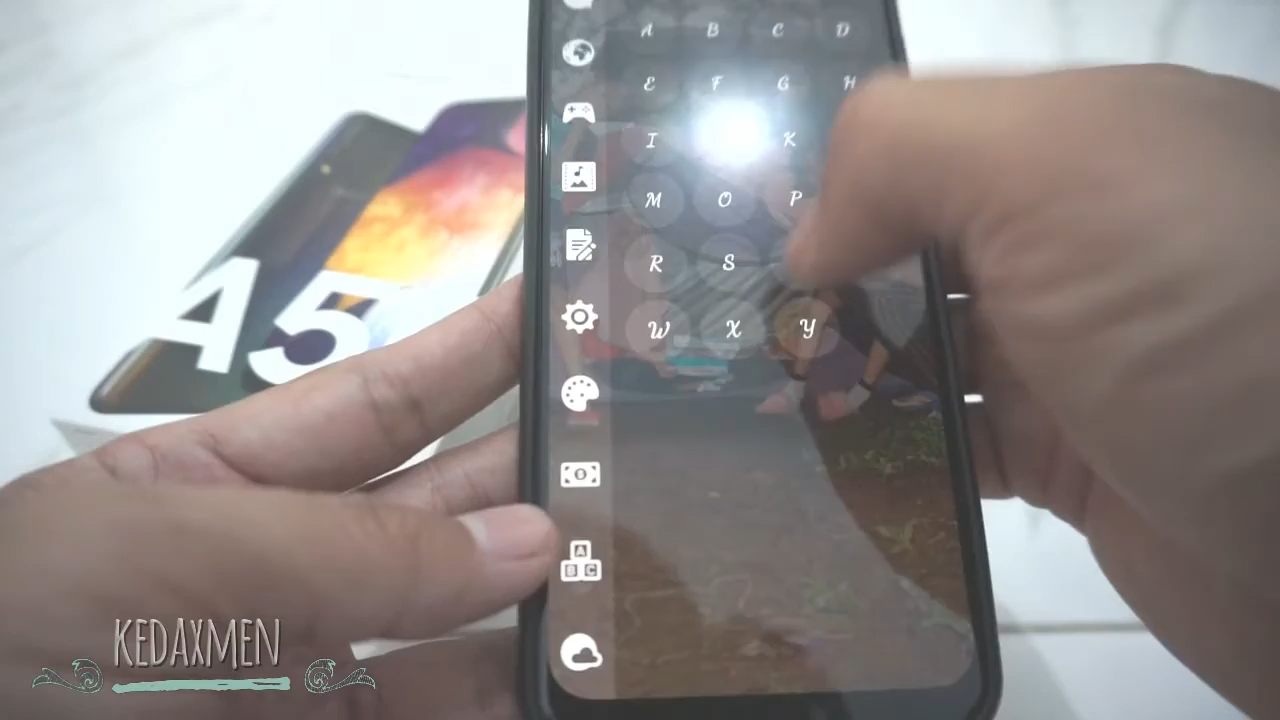 A B C D
E F G H
I K
M O P
R S
W X Y
A5
A
B C
KEDAXMEN